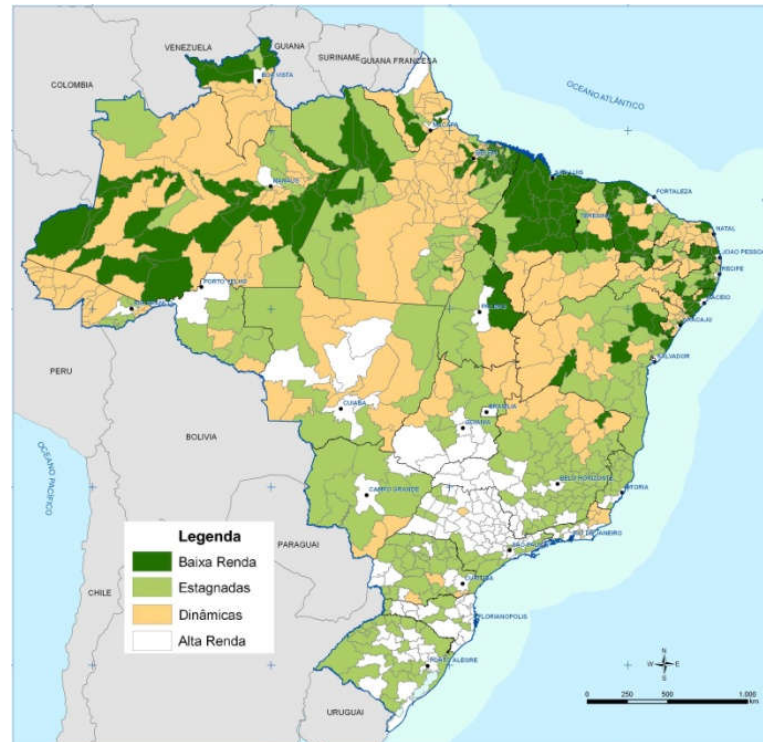 VENEZUELA
GUIANA
SURINAME
GUIANA FRANCESA
COLOMBIA
OCEANO ATLÂNTICO
BOA VISTA
MACAPÁ
BELÉM
SÃO LUÍS
MANAUS
FORTALEZA
TERESINA
NATAL
JOÃO PESSOA
RECIFE
PORTO VELHO
MACEIÓ
ARACAJU
PALMAS
SALVADOR
PERU
CUIABÁ
BRASÍLIA
GOIÂNIA
BOLIVIA
OCEANO PACÍFICO
CAMPO GRANDE
BELO HORIZONTE
VITÓRIA
RIO DE JANEIRO
SÃO PAULO
PARAGUAI
CURITIBA
CHILE
FLORIANÓPOLIS
PORTO ALEGRE
ARGENTINA
URUGUAI
Legenda
Baixa Renda
Estagnadas
Dinâmicas
Alta Renda
N
W E
S
0 250 500 1.000
km